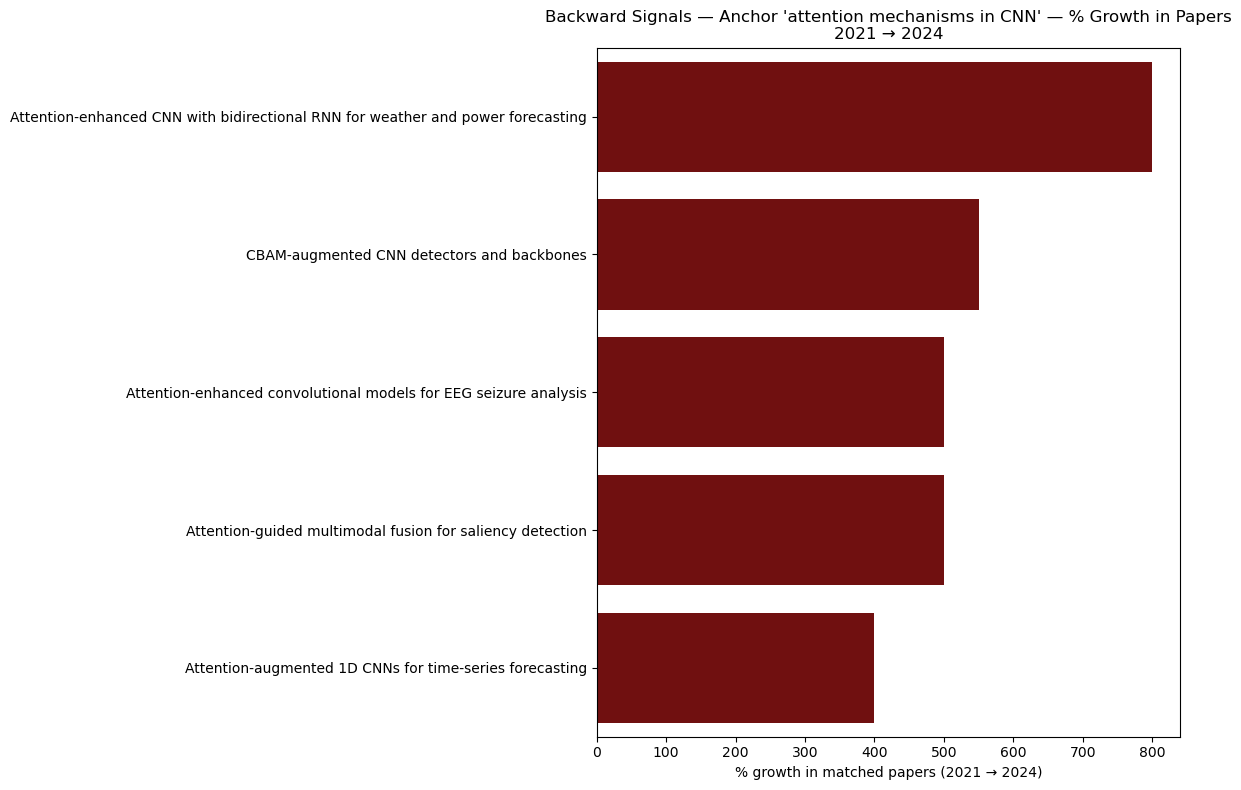 Backward Signals — Anchor 'attention mechanisms in CNN' — % Growth in Papers
2021 → 2024
Attention-enhanced CNN with bidirectional RNN for weather and power forecasting
CBAM-augmented CNN detectors and backbones
Attention-enhanced convolutional models for EEG seizure analysis
Attention-guided multimodal fusion for saliency detection
Attention-augmented 1D CNNs for time-series forecasting
0 100 200 300 400 500 600 700 800
% growth in matched papers (2021 → 2024)